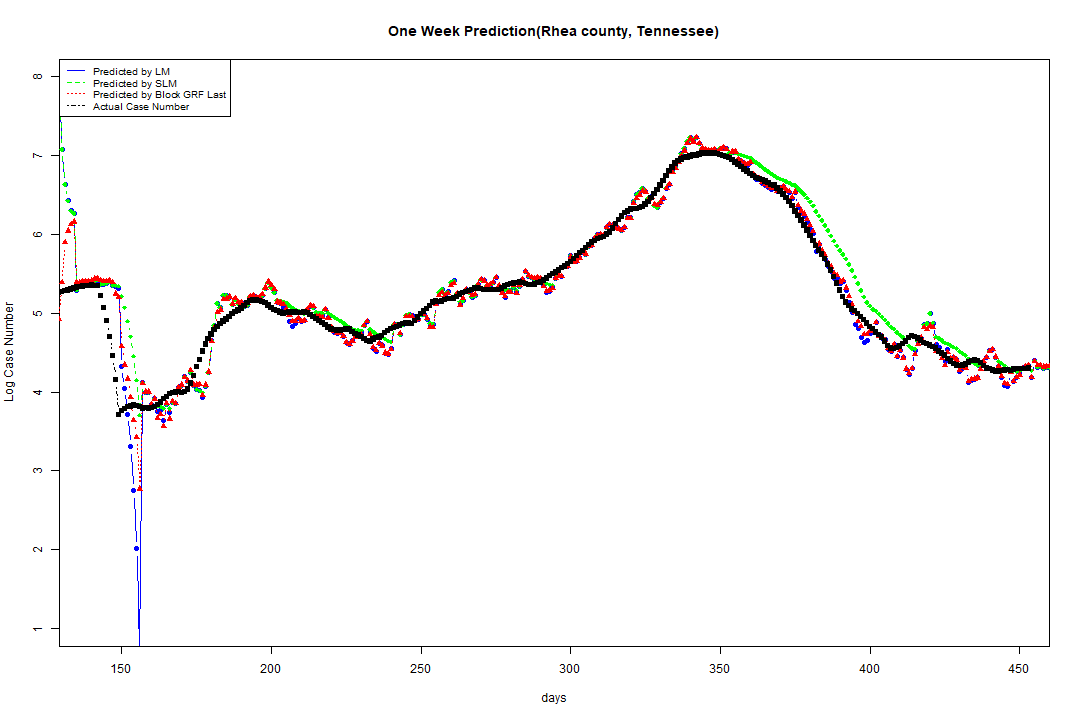 One Week Prediction(Rhea county, Tennessee)
Predicted by LM
Predicted by SLM
Predicted by Block GRF Last
Actual Case Number
Log Case Number
8
7
6
5
4
3
2
1
150 200 250 300 350 400 450
days